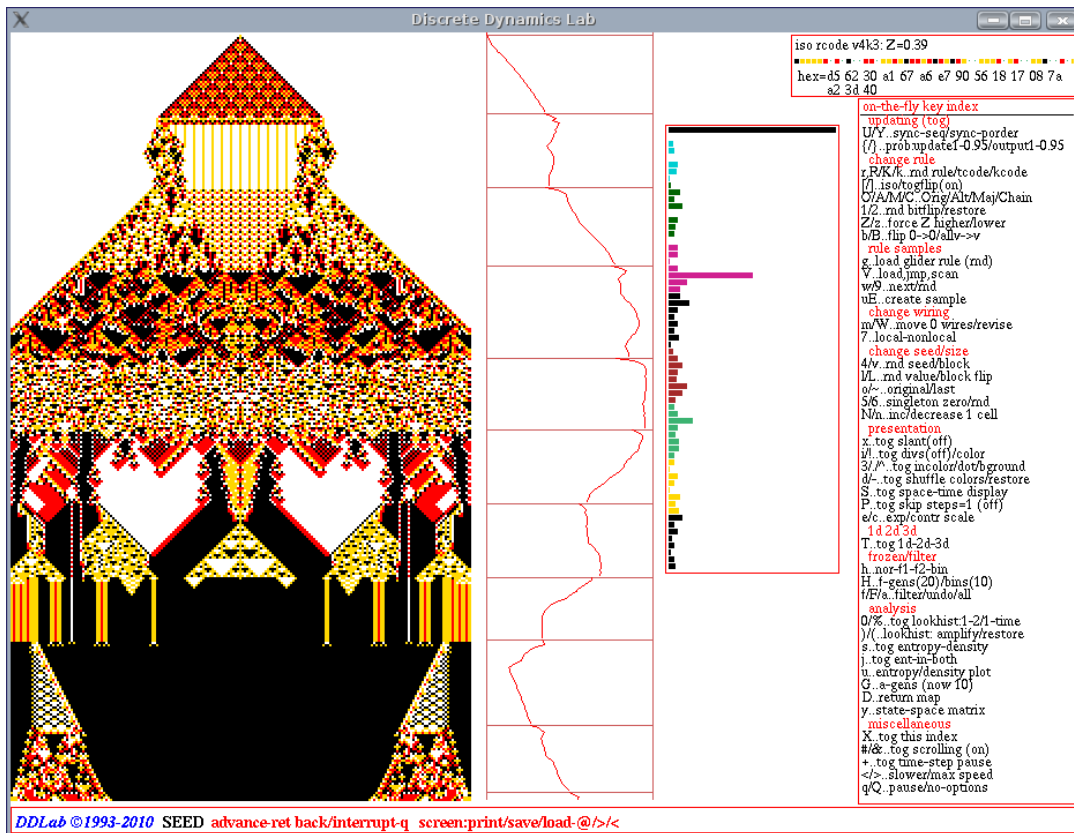 Discrete Dynamics Lab
iso rcode v4k3: Z=0.39
hex=d5 62 30 a1 67 a6 e7 90 56 18 17 08 7a
a2 3d 40
on-the-fly key index
updating (tog)
U/Y..sync-seq/sync-porder
{/}..prob:update1-0.95/output1-0.95
change rule
r,R/K/k..rnd rule/tcode/kcode
[/]..iso/togflip(on)
O/A/M/C..Orig/Alt/Maj/Chain
1/2..rnd bitflip/restore
Z/z..force Z higher/lower
b/B..flip 0->0/allv->v
rule samples
g..load glider rule (rnd)
V..load,jmp,scan
w/9..next/rnd
uE..create sample
change wiring
m/W..move 0 wires/revise
7..local-nonlocal
change seed/size
4/v..rnd seed/block
l/L..rnd value/block flip
o/~..original/last
5/6..singleton zero/rnd
N/n..inc/decrease 1 cell
presentation
x..tog slant(off)
i/!..tog divs(off)/color
3/./^..tog incolor/dot/bground
d/-..tog shuffle colors/restore
S..tog space-time display
P..tog skip steps=1 (off)
e/c..exp/contr scale
1d 2d 3d
T..tog 1d-2d-3d
frozen/filter
h..nor-f1-f2-bin
H..f-gens(20)/bins(10)
f/F/a..filter/undo/all
analysis
0/%..tog lookhist:1-2/1-time
)/(..lookhist: amplify/restore
s..tog entropy-density
j..tog ent-in-both
u..entropy/density plot
G..a-gens (now 10)
D..return map
y..state-space matrix
miscellaneous
X..tog this index
#/&..tog scrolling (on)
+..tog time-step pause
</>..slower/max speed
q/Q..pause/no-options
DDLab ©1993-2010 SEED advance-ret back/interrupt-q screen:print/save/load-@/>/<